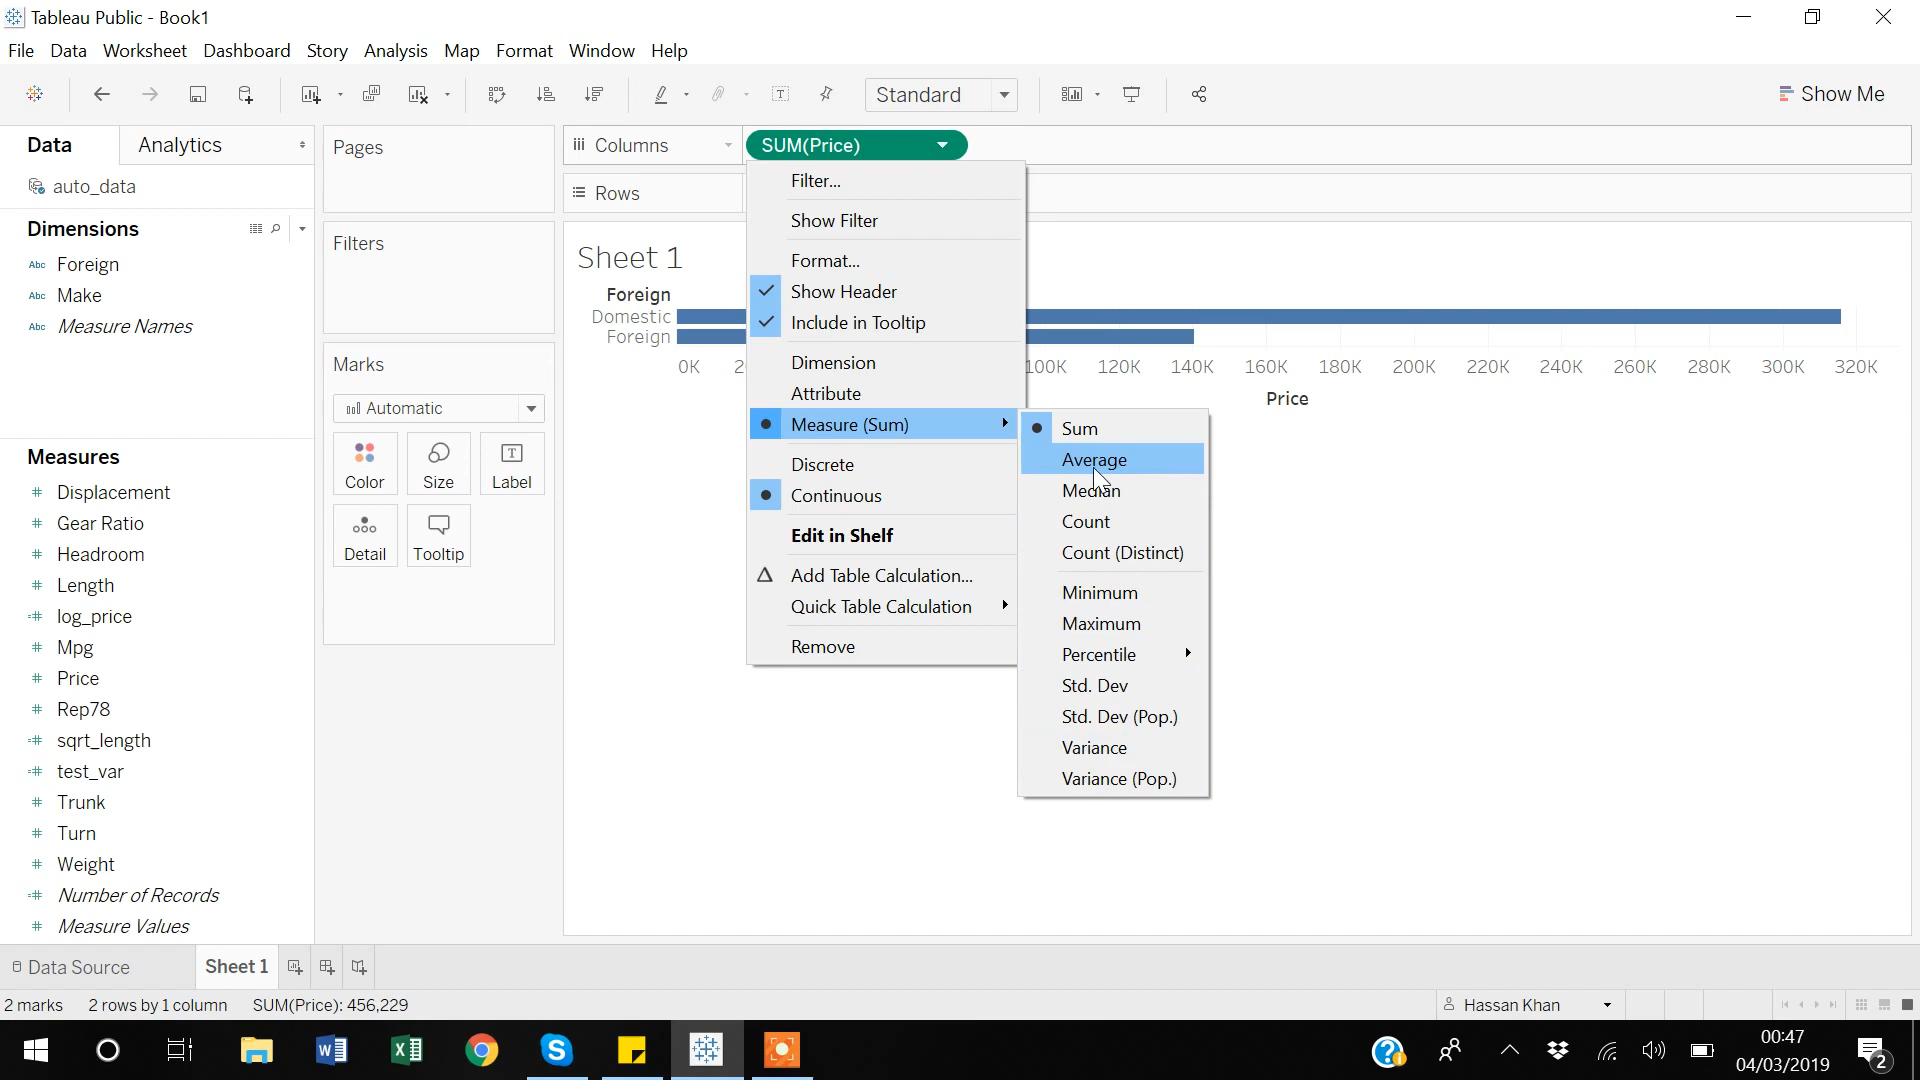 Tableau Public - Book1
File Data Worksheet Dashboard Story Analysis Map Format Window Help
Standard
Show Me
Data Analytics
auto_data
Dimensions
Abc Foreign
Abc Make
Abc Measure Names
Measures
# Displacement
# Gear Ratio
# Headroom
# Length
=# log_price
# Mpg
# Price
# Rep78
=# sqrt_length
=# test_var
# Trunk
# Turn
# Weight
=# Number of Records
# Measure Values
Pages
Filters
Marks
Automatic
Color Size Label
Detail Tooltip
Columns SUM(Price)
Rows
Sheet 1
Foreign
Domestic
Foreign
0K 2 100K 120K 140K 160K 180K 200K 220K 240K 260K 280K 300K 320K
Price
Filter...
Show Filter
Format...
Show Header
Include in Tooltip
Dimension
Attribute
Measure (Sum)
Discrete
Continuous
Edit in Shelf
Add Table Calculation...
Quick Table Calculation
Remove
Sum
Average
Median
Count
Count (Distinct)
Minimum
Maximum
Percentile
Std. Dev
Std. Dev (Pop.)
Variance
Variance (Pop.)
Data Source Sheet 1
2 marks 2 rows by 1 column SUM(Price): 456,229
Hassan Khan
00:47
04/03/2019
2